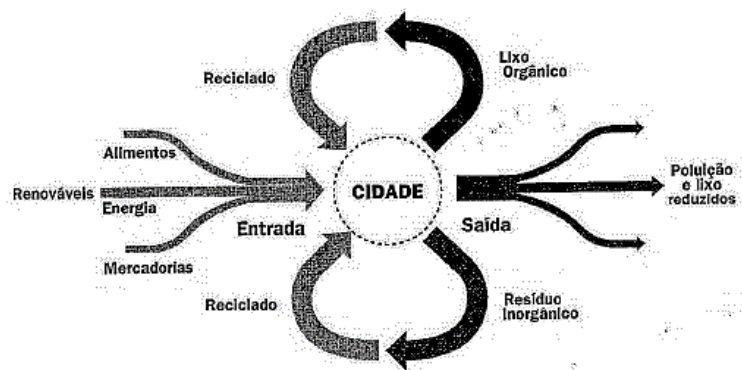 Lixo
Orgânico
Reciclado
Alimentos
Renováveis
Energia
Mercadorias
Entrada
CIDADE
Saída
Poluição
e lixo
reduzidos
Reciclado
Resíduo
Inorgânico